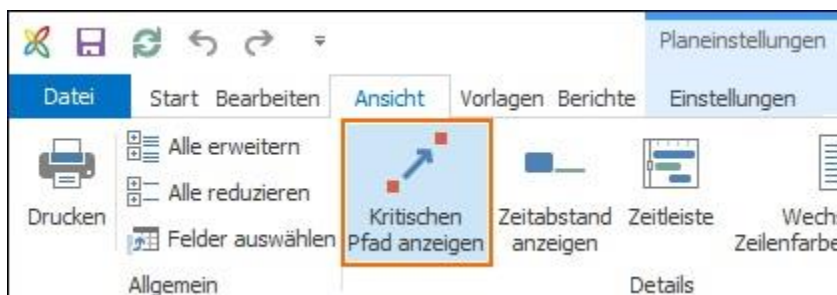 Planeinstellungen
Datei Start Bearbeiten Ansicht Vorlagen Berichte Einstellungen
Drucken
Alle erweitern
Alle reduzieren
Felder auswählen
Kritischen
Pfad anzeigen
Zeitabstand
anzeigen
Zeitleiste
Allgemein
Details